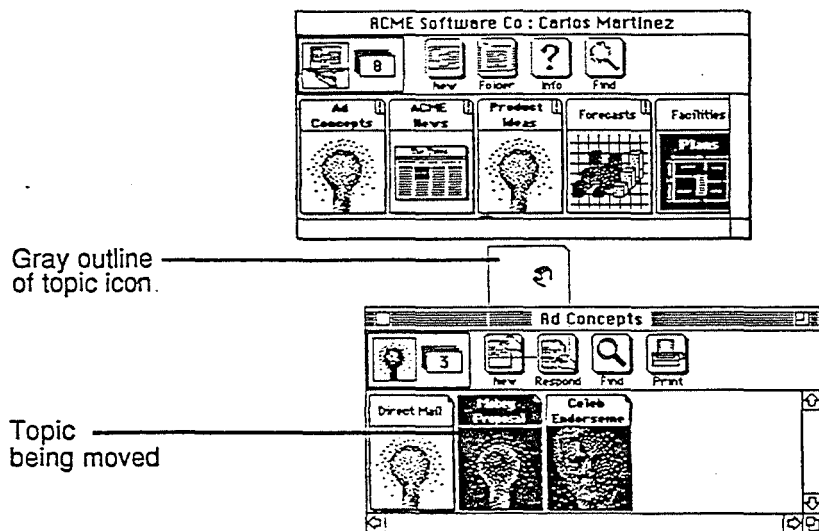 ACME Software Co : Carlos Martinez
8
New Folder Info Find
Ad Concepts
ACME News
Product Ideas
Forecasts
Facilities
Plans
Gray outline
of topic icon.
Ad Concepts
3
New Respond Find Print
Direct Mail
Celeb Endorseme
Topic
being moved